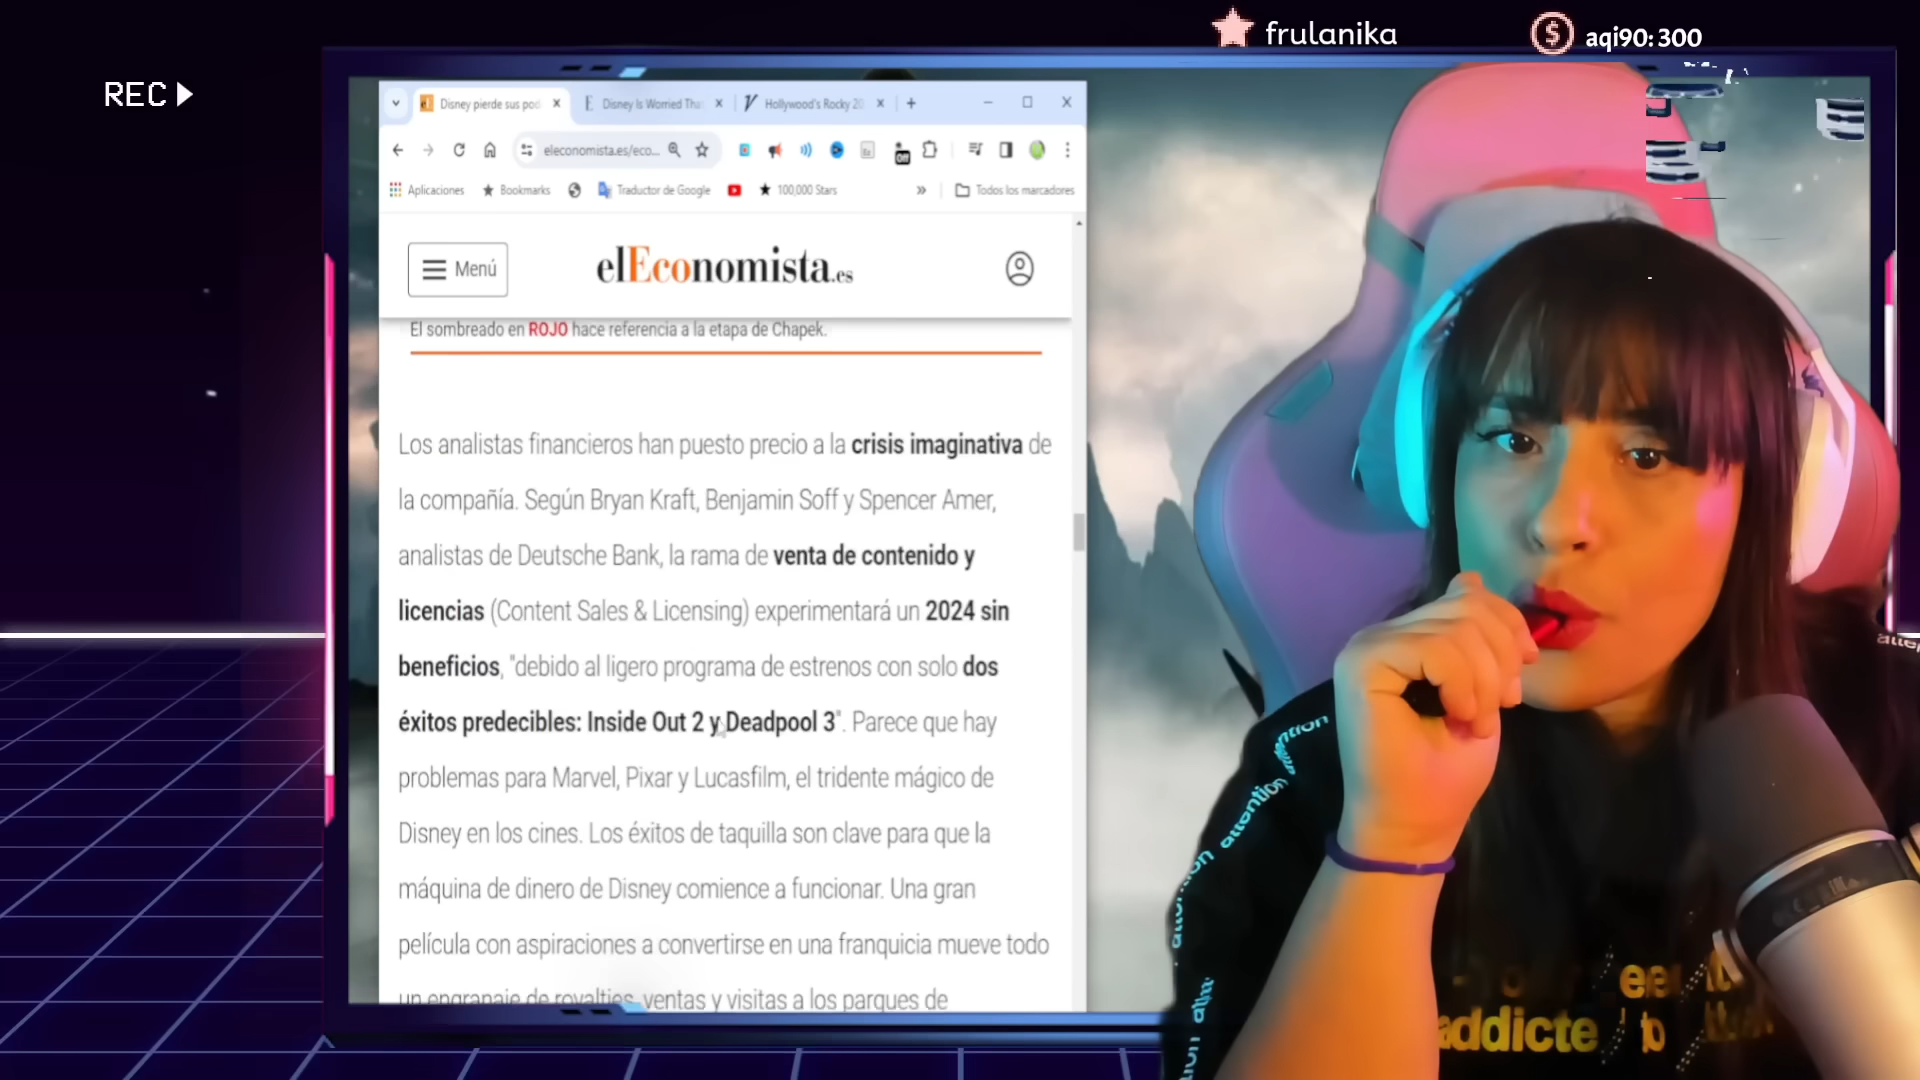 frulanika
aqi90: 300
REC
Disney pierde sus pod
Disney Is Worried Tha
Hollywood's Rocky 20
eleconomista.es/eco...
Aplicaciones
Bookmarks
Traductor de Google
100,000 Stars
Todos los marcadores
Menú
elEconomista.es
El sombreado en ROJO hace referencia a la etapa de Chapek.
Los analistas financieros han puesto precio a la crisis imaginativa de
la compañía. Según Bryan Kraft, Benjamin Soff y Spencer Amer,
analistas de Deutsche Bank, la rama de venta de contenido y
licencias (Content Sales & Licensing) experimentará un 2024 sin
beneficios, "debido al ligero programa de estrenos con solo dos
éxitos predecibles: Inside Out 2 y Deadpool 3". Parece que hay
problemas para Marvel, Pixar y Lucasfilm, el tridente mágico de
Disney en los cines. Los éxitos de taquilla son clave para que la
máquina de dinero de Disney comience a funcionar. Una gran
película con aspiraciones a convertirse en una franquicia mueve todo
un engranaje de royalties, ventas y visitas a los parques de
attention
attention
attention
addicte
to